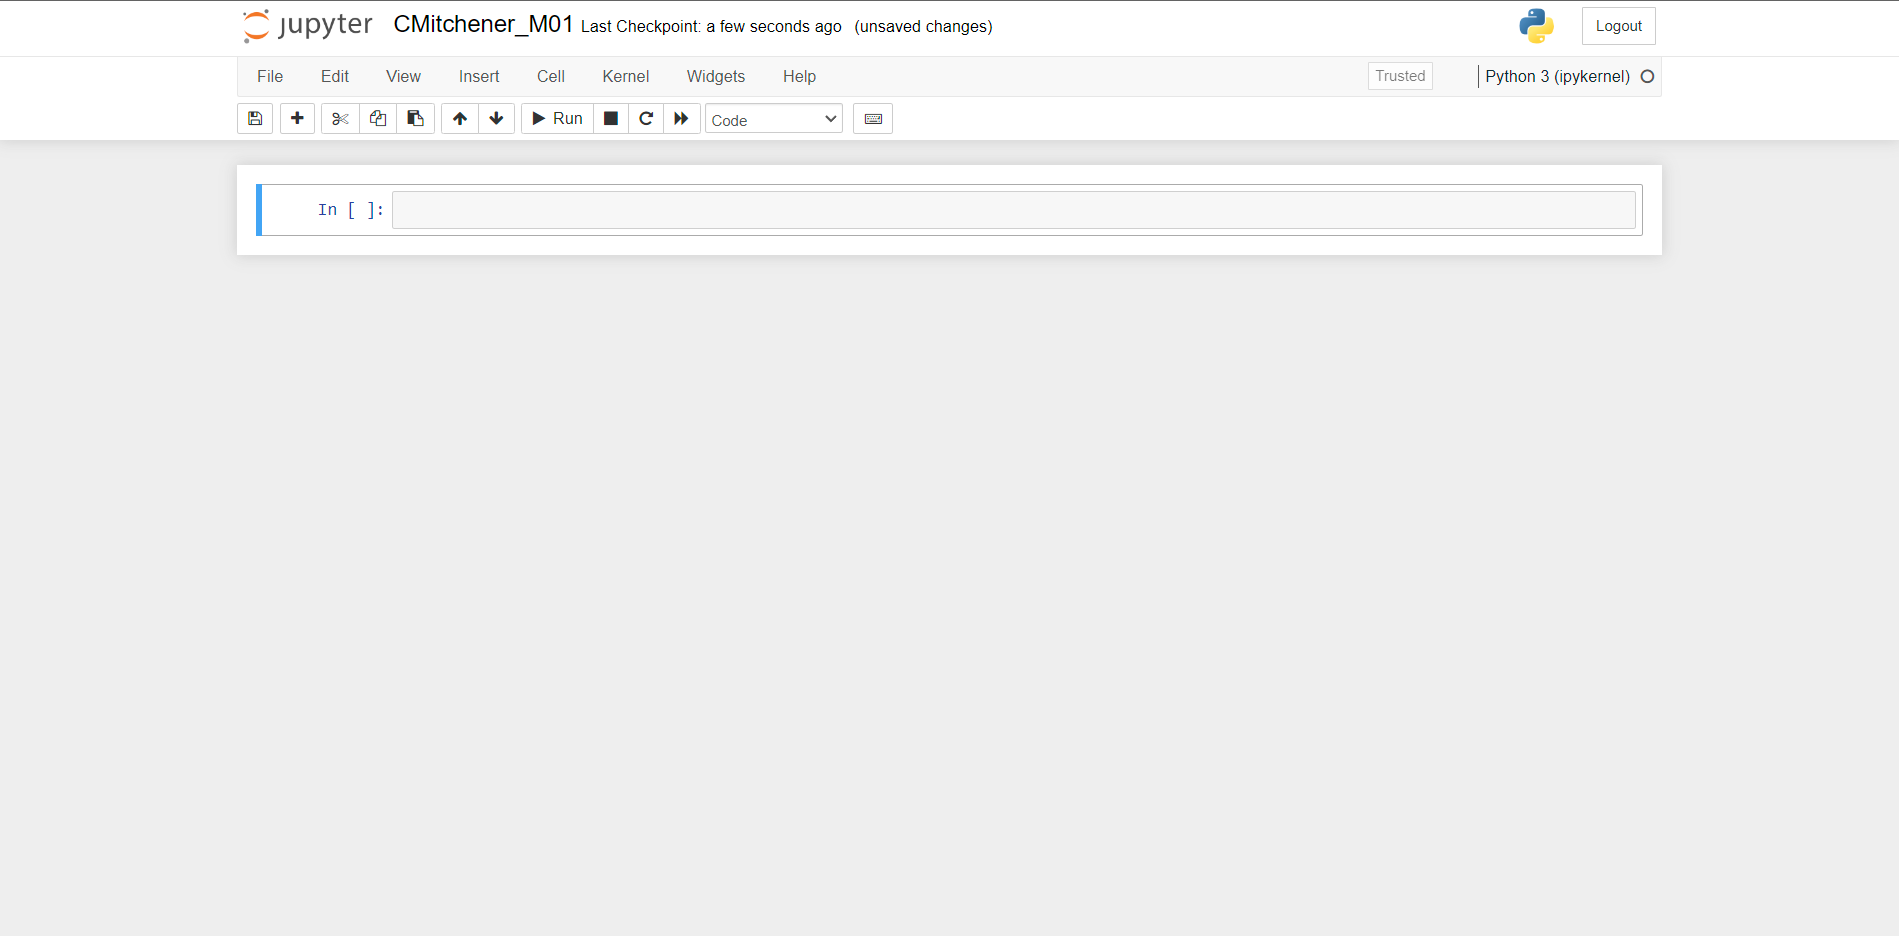 jupyter CMitchener_M01 Last Checkpoint: a few seconds ago (unsaved changes) Logout
File Edit View Insert Cell Kernel Widgets Help Trusted Python 3 (ipykernel)
Run Code
In [ ]: